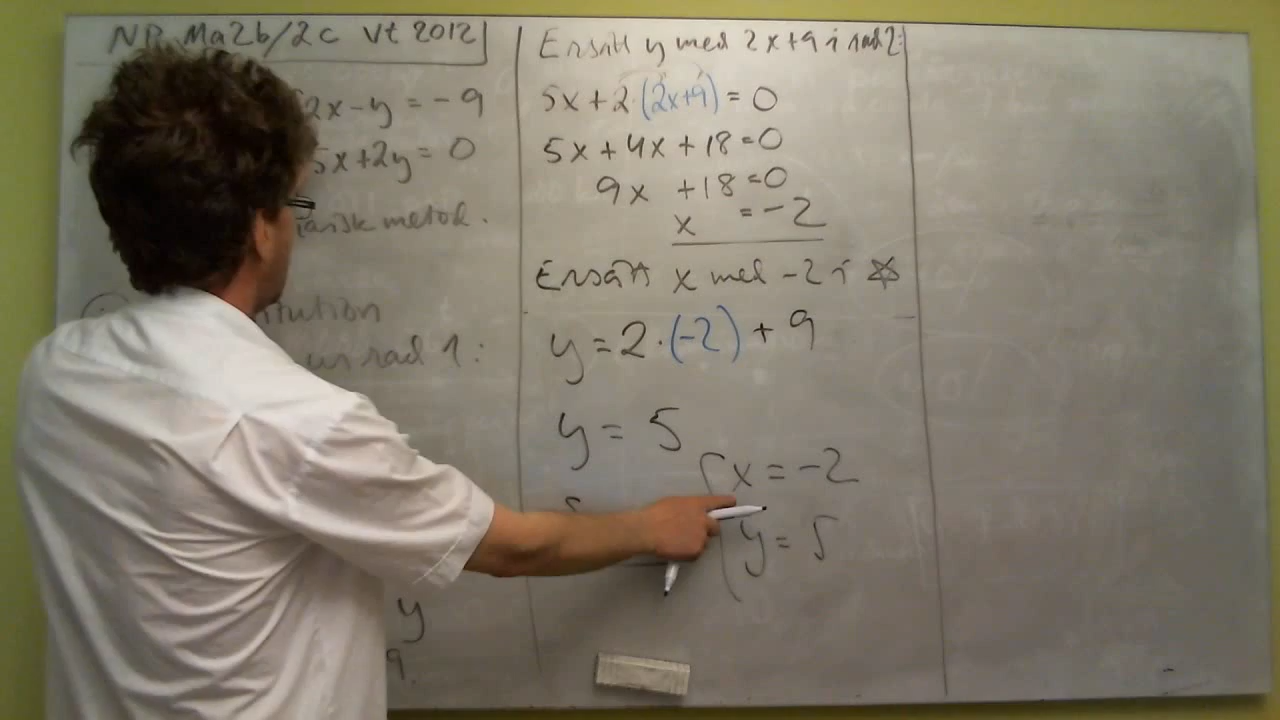 NP Ma2b/2c Vt 2012
2x-y=-9
5x+2y=0
metod.
rad 1:
y
9.
Ersätt y med 2x+9 i rad 2:
5x+2·(2x+9)=0
5x+4x+18=0
9x +18=0
x =-2
Ersätt x med -2 i ☆
y=2·(-2)+9
y=5
x=-2
y=5